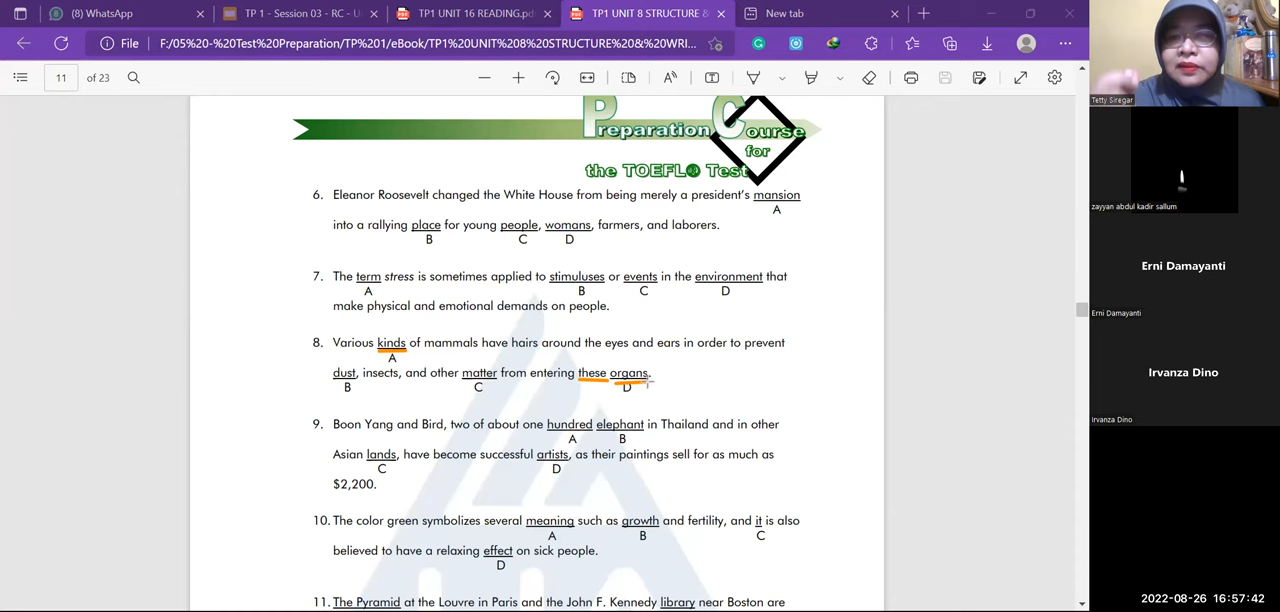 (8) WhatsApp
TP 1 - Session 03 - RC - U
TP1 UNIT 16 READING.pdf
TP1 UNIT 8 STRUCTURE &
New tab
File
F:/05%20-%20Test%20Preparation/TP%201/eBook/TP1%20UNIT%208%20STRUCTURE%20&%20WRI...
11 of 23
Preparation Course
for
the TOEFL® Test
6. Eleanor Roosevelt changed the White House from being merely a president's mansion
A
into a rallying place for young people, womans, farmers, and laborers.
B C D
7. The term stress is sometimes applied to stimuluses or events in the environment that
A B C D
make physical and emotional demands on people.
8. Various kinds of mammals have hairs around the eyes and ears in order to prevent
A
dust, insects, and other matter from entering these organs.
B C D
9. Boon Yang and Bird, two of about one hundred elephant in Thailand and in other
A B
Asian lands, have become successful artists, as their paintings sell for as much as
C D
$2,200.
10. The color green symbolizes several meaning such as growth and fertility, and it is also
A B C
believed to have a relaxing effect on sick people.
D
11. The Pyramid at the Louvre in Paris and the John F. Kennedy library near Boston are
Tetty Siregar
zayyan abdul kadir sallum
Erni Damayanti
Erni Damayanti
Irvanza Dino
Irvanza Dino
2022-08-26 16:57:42